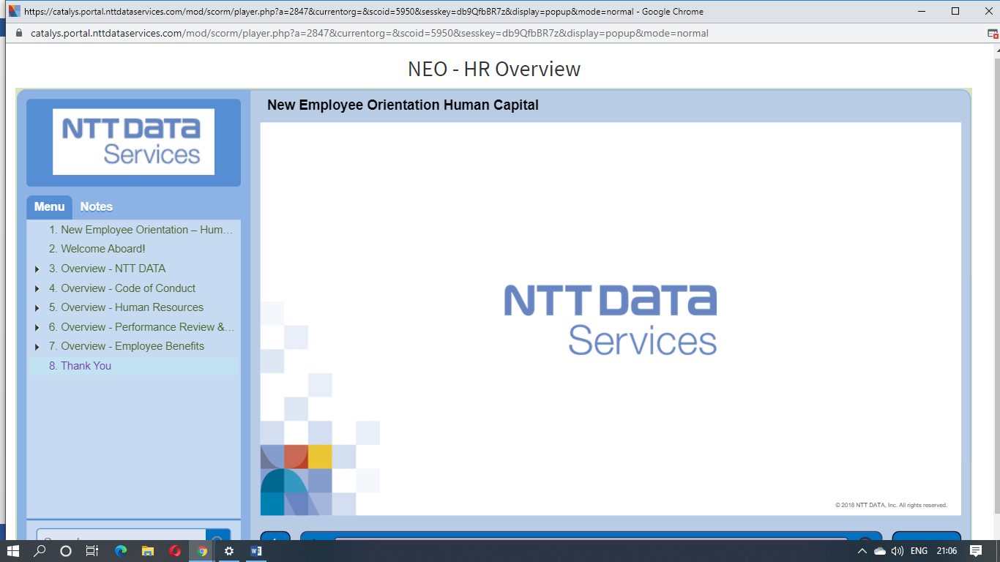 https://catalys.portal.nttdataservices.com/mod/scorm/player.php?a=2847&currentorg=&scoid=5950&sesskey=db9QfbBR7z&display=popup&mode=normal - Google Chrome
catalys.portal.nttdataservices.com/mod/scorm/player.php?a=2847&currentorg=&scoid=5950&sesskey=db9QfbBR7z&display=popup&mode=normal
NEO - HR Overview
NTT DATA
Services
New Employee Orientation Human Capital
Menu Notes
1. New Employee Orientation – Hum…
2. Welcome Aboard!
3. Overview - NTT DATA
4. Overview - Code of Conduct
5. Overview - Human Resources
6. Overview - Performance Review &…
7. Overview - Employee Benefits
8. Thank You
NTT DATA
Services
© 2018 NTT DATA, Inc. All rights reserved.
ENG 21:06